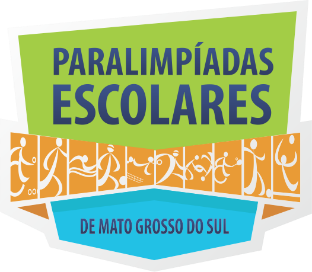 PARALIMPÍADAS
ESCOLARES
DE MATO GROSSO DO SUL